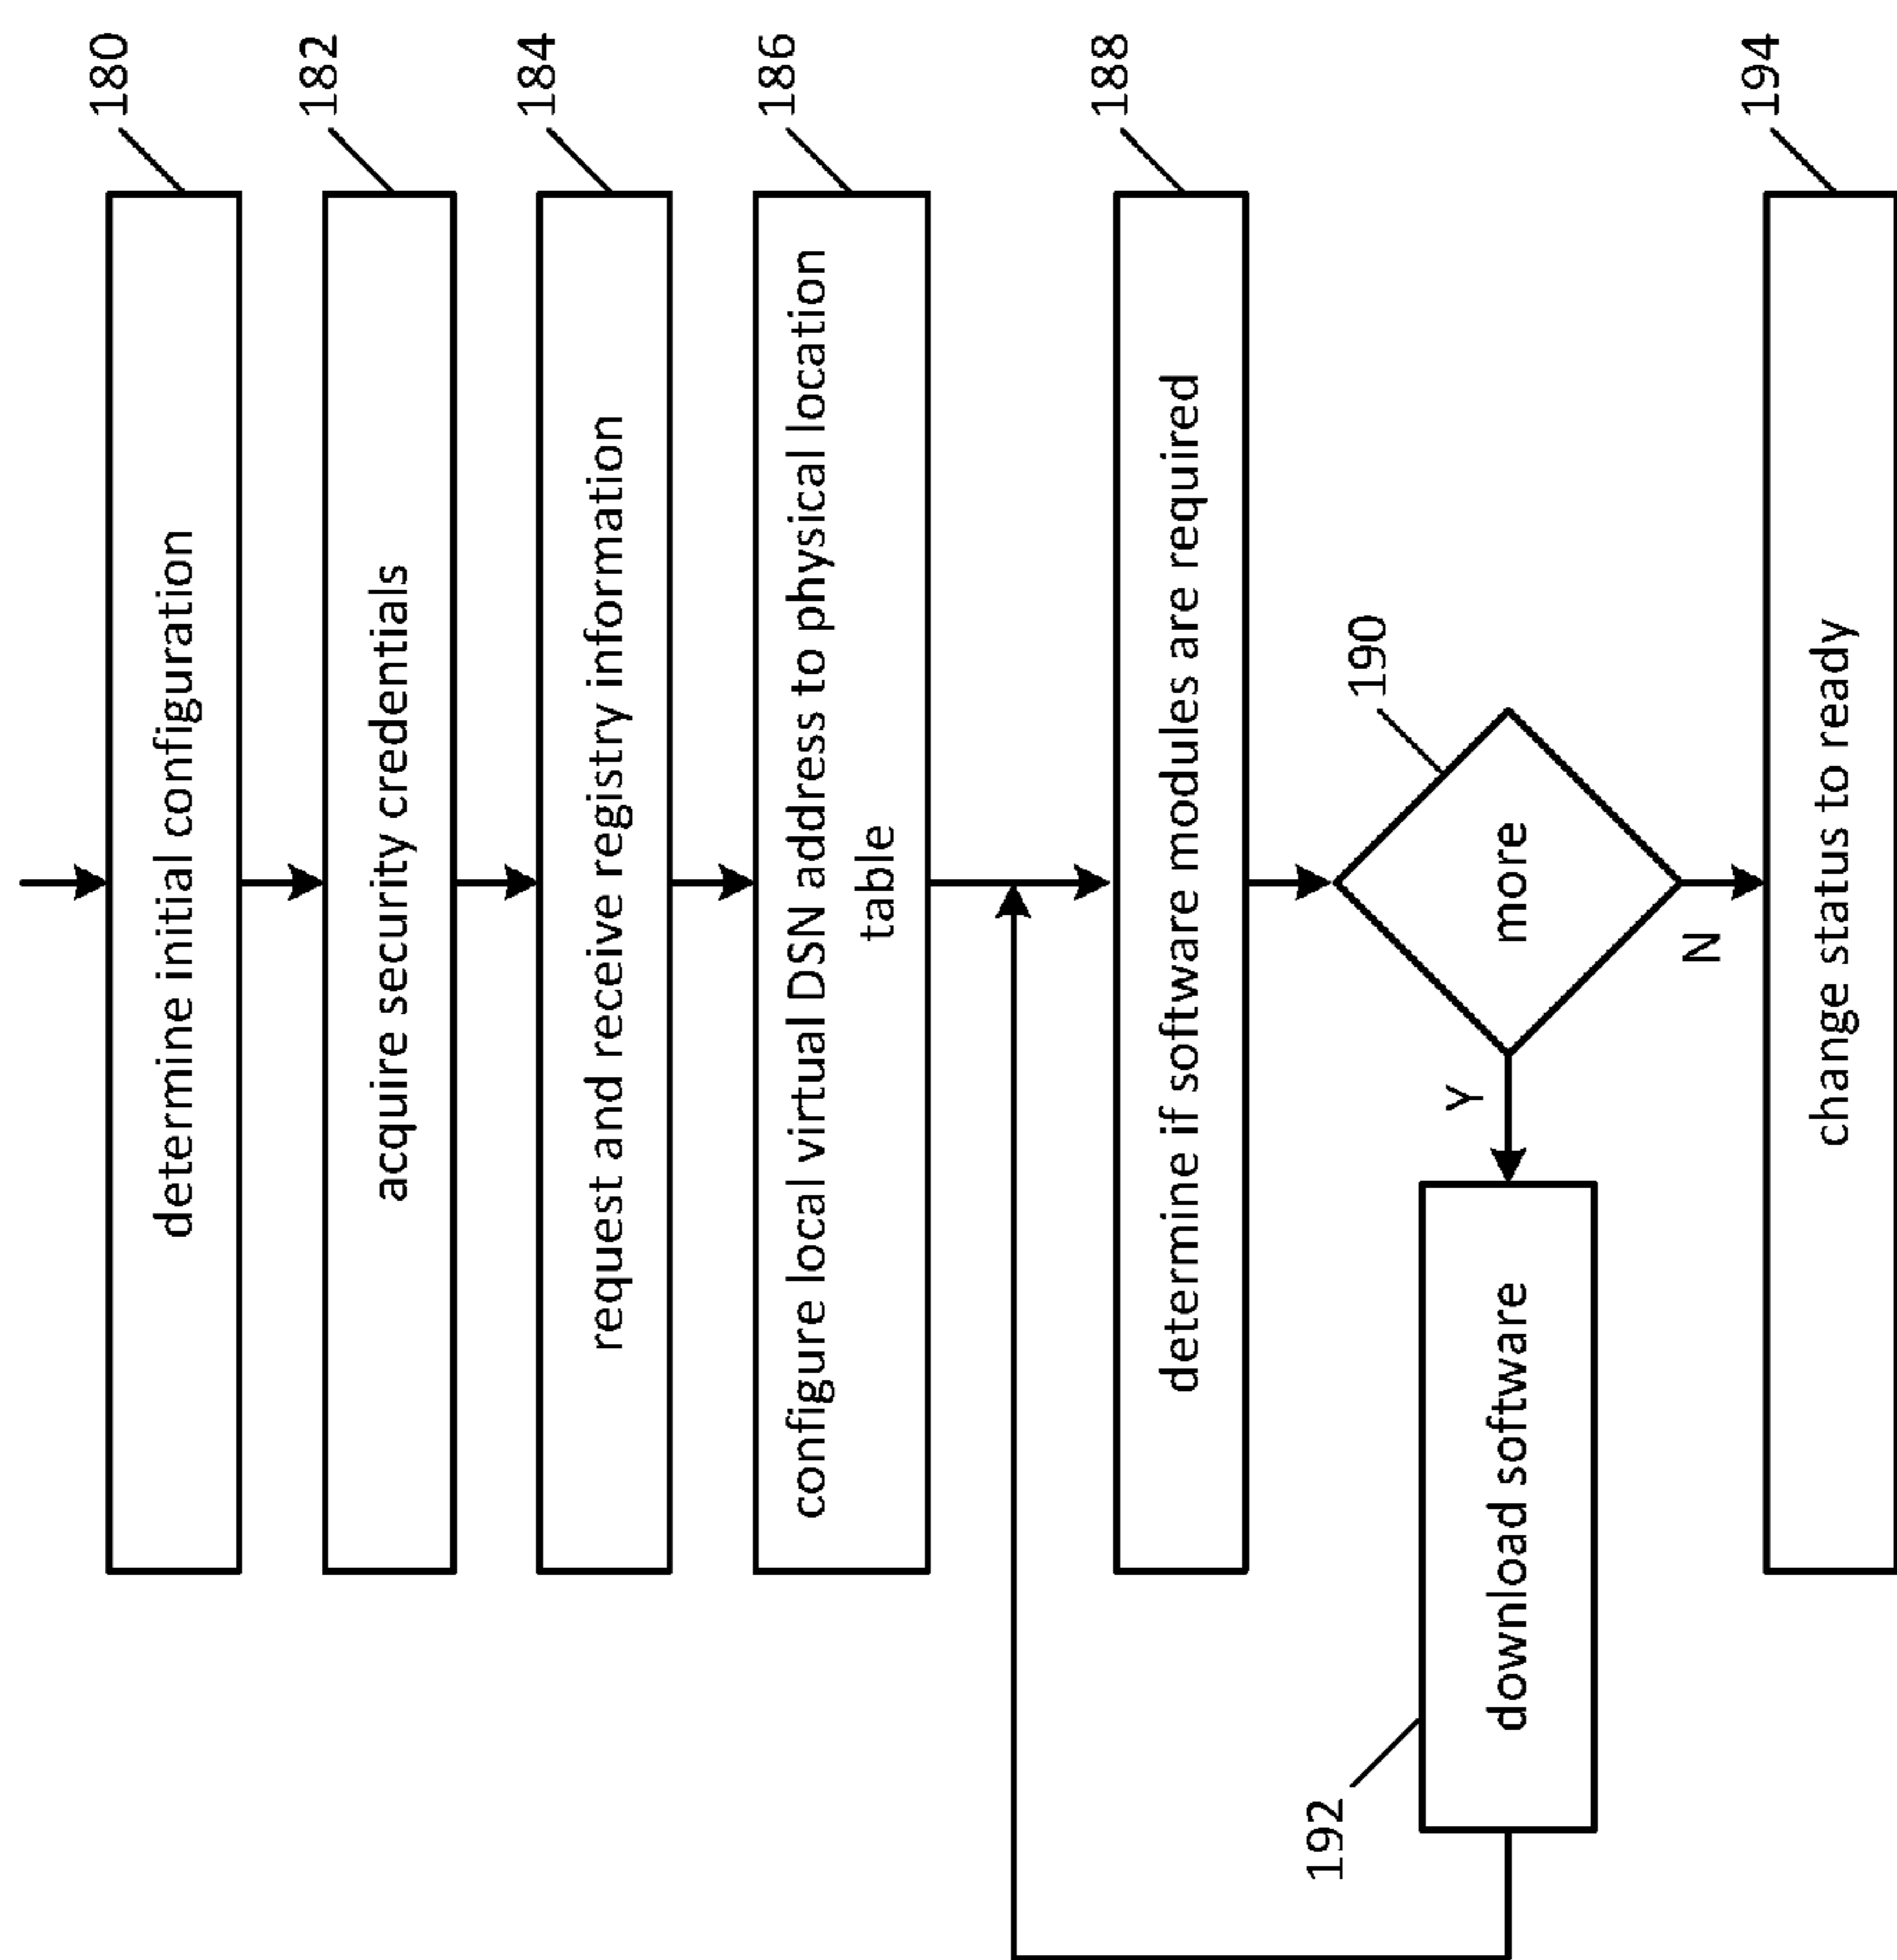 180
determine initial configuration
182
acquire security credentials
184
request and receive registry information
186
configure local virtual DSN address to physical location
table
188
determine if software modules are required
190
more
Y
N
192
download software
194
change status to ready